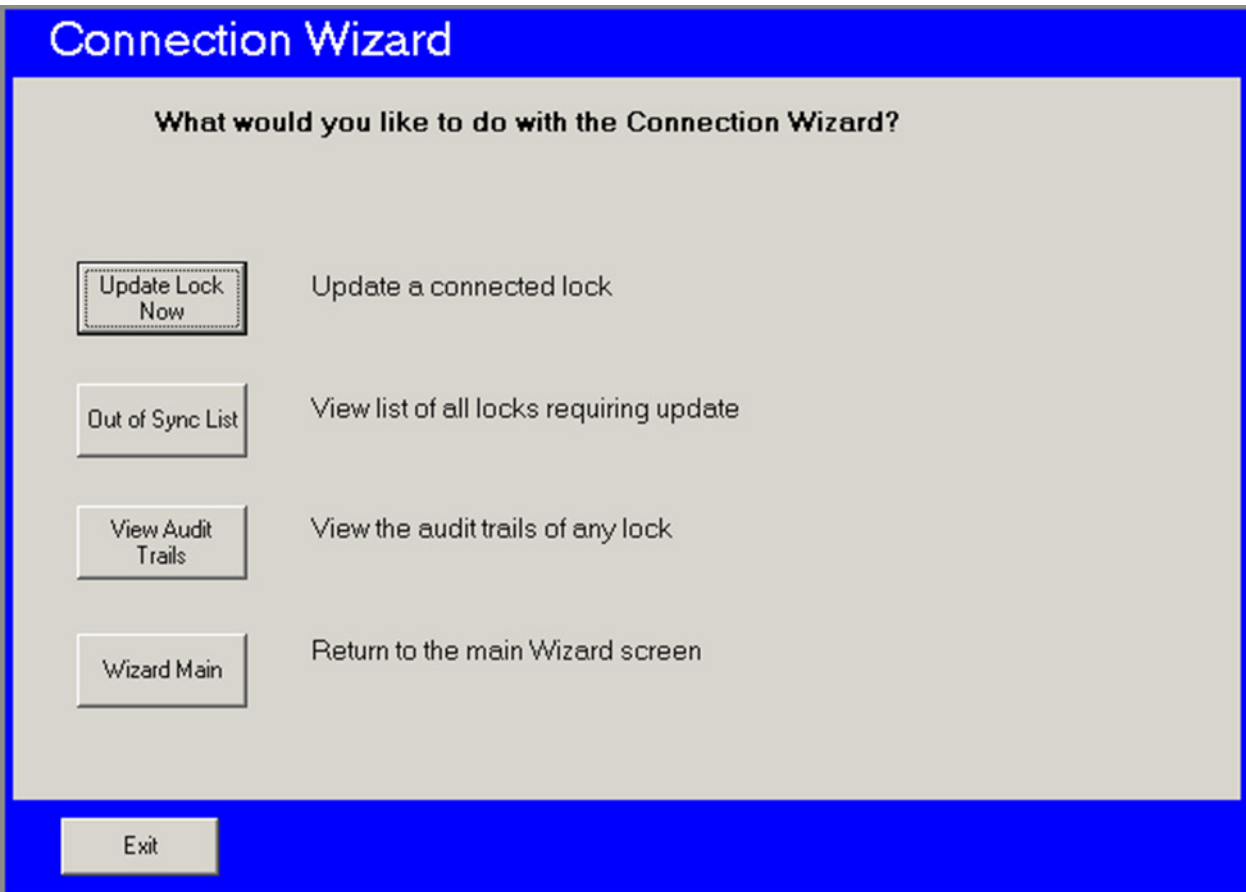 Connection Wizard
What would you like to do with the Connection Wizard?
Update Lock
Now
Update a connected lock
Out of Sync List
View list of all locks requiring update
View Audit
Trails
View the audit trails of any lock
Wizard Main
Return to the main Wizard screen
Exit